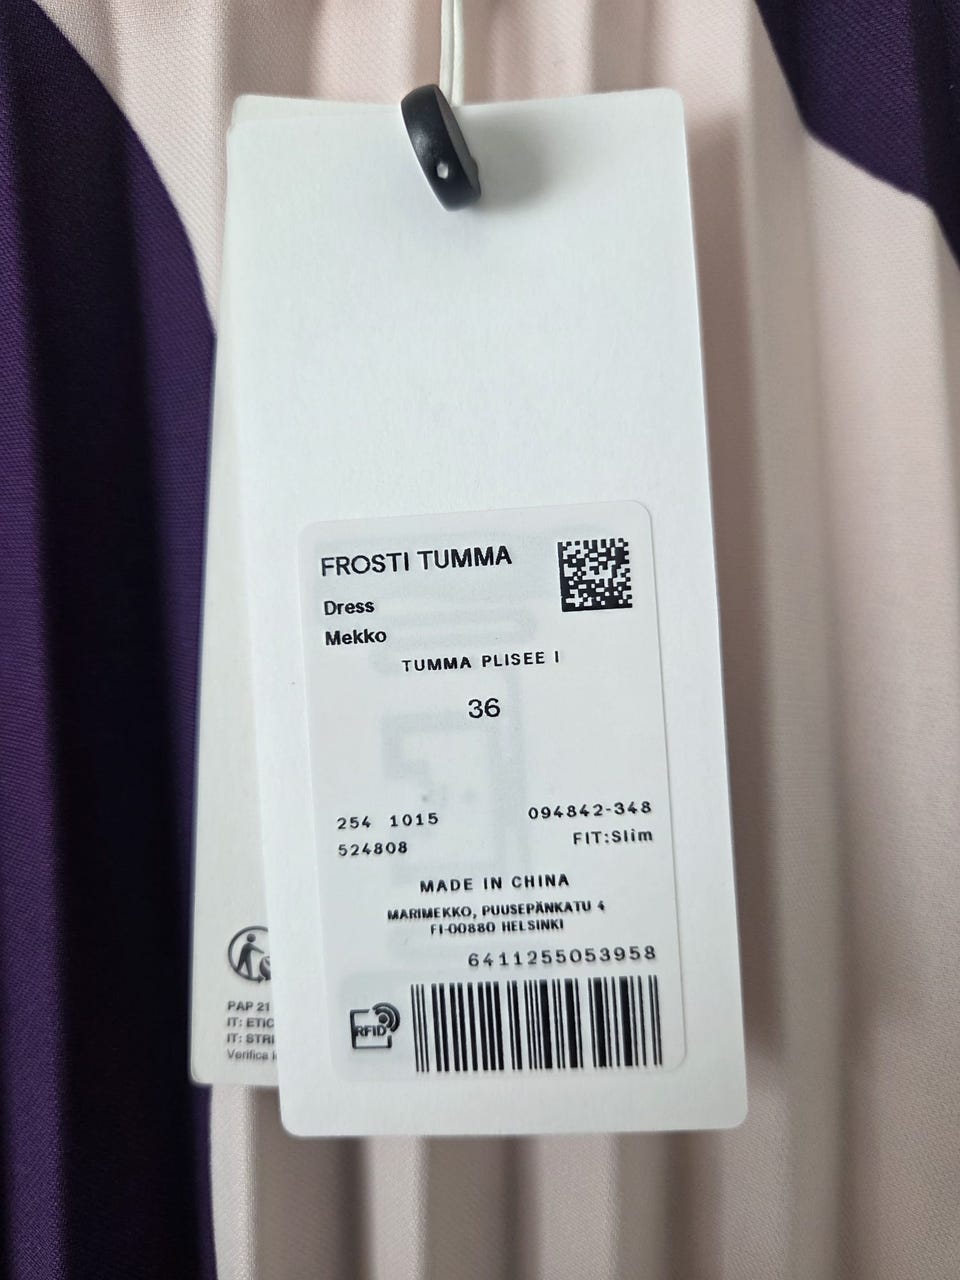 FROSTI TUMMA
Dress
Mekko
TUMMA PLISEE I
36
254 1015
094842-348
524808
FIT:Slim
MADE IN CHINA
MARIMEKKO, PUUSEPÄNKATU 4
FI-00880 HELSINKI
6411255053958
RFID
PAP 21
IT: ETIC
IT: STRI
Verifica